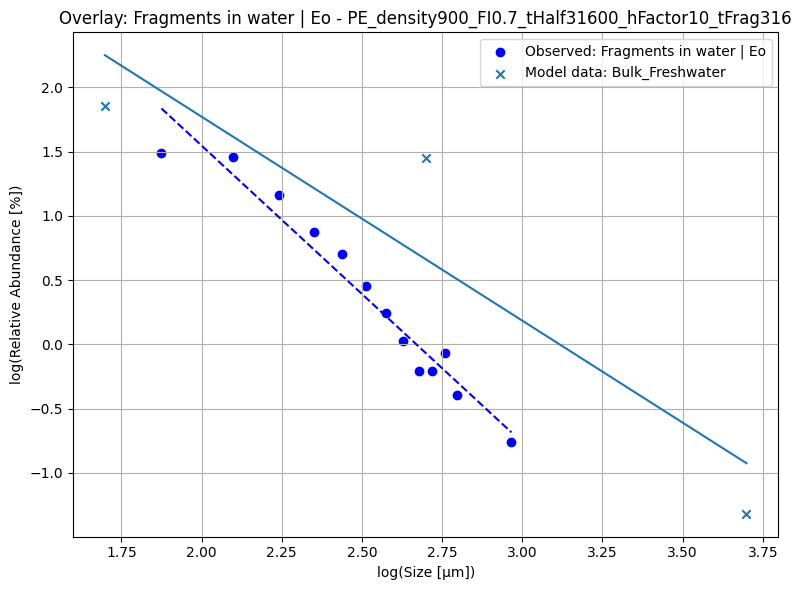 Overlay: Fragments in water | Eo - PE_density900_FI0.7_tHalf31600_hFactor10_tFrag316
Observed: Fragments in water | Eo
Model data: Bulk_Freshwater
log(Relative Abundance [%])
2.0
1.5
1.0
0.5
0.0
−0.5
−1.0
1.75 2.00 2.25 2.50 2.75 3.00 3.25 3.50 3.75
log(Size [µm])